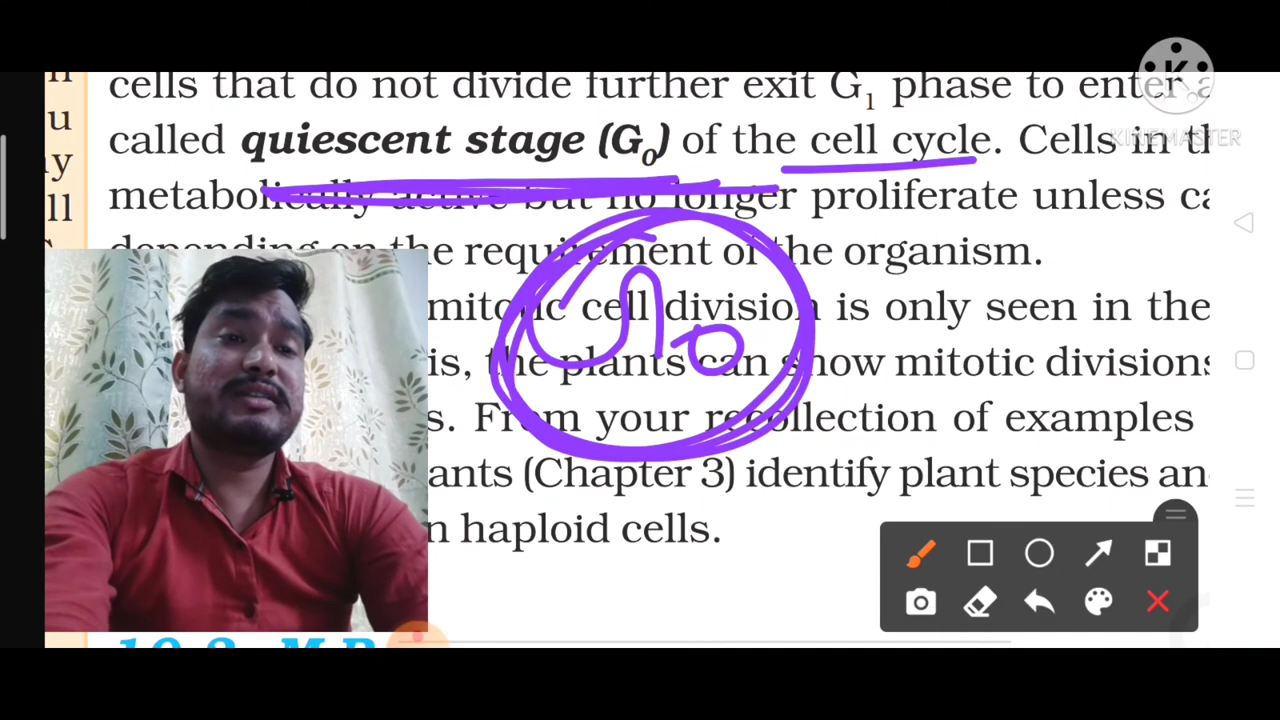 cells that do not divide further exit G₁ phase to enter a
KINEMASTER
called quiescent stage (G₀) of the cell cycle. Cells in th
metabolically active but no longer proliferate unless ca
depending on the requirement of the organism.
mitotic cell division is only seen in the
is, the plants can show mitotic divisions
s. From your recollection of examples
ants (Chapter 3) identify plant species an
n haploid cells.